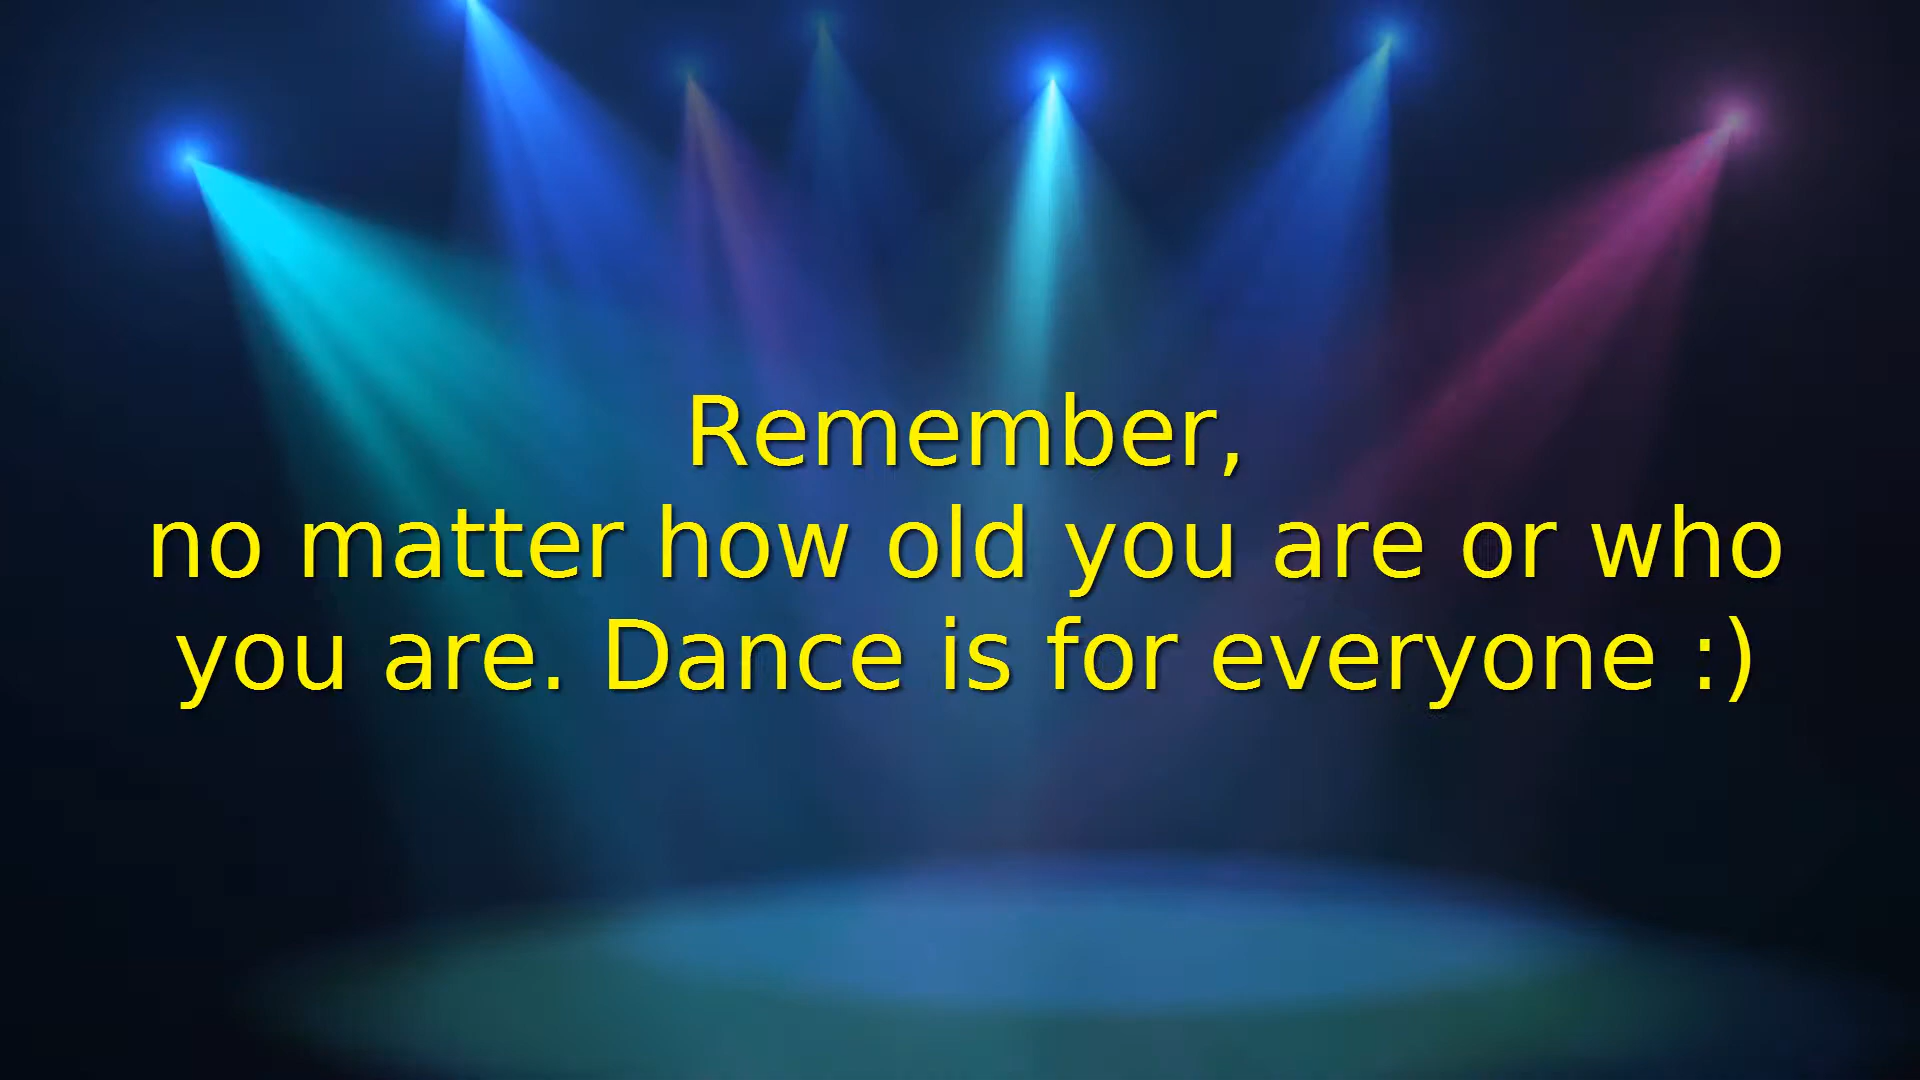 Remember,
no matter how old you are or who
you are. Dance is for everyone :)